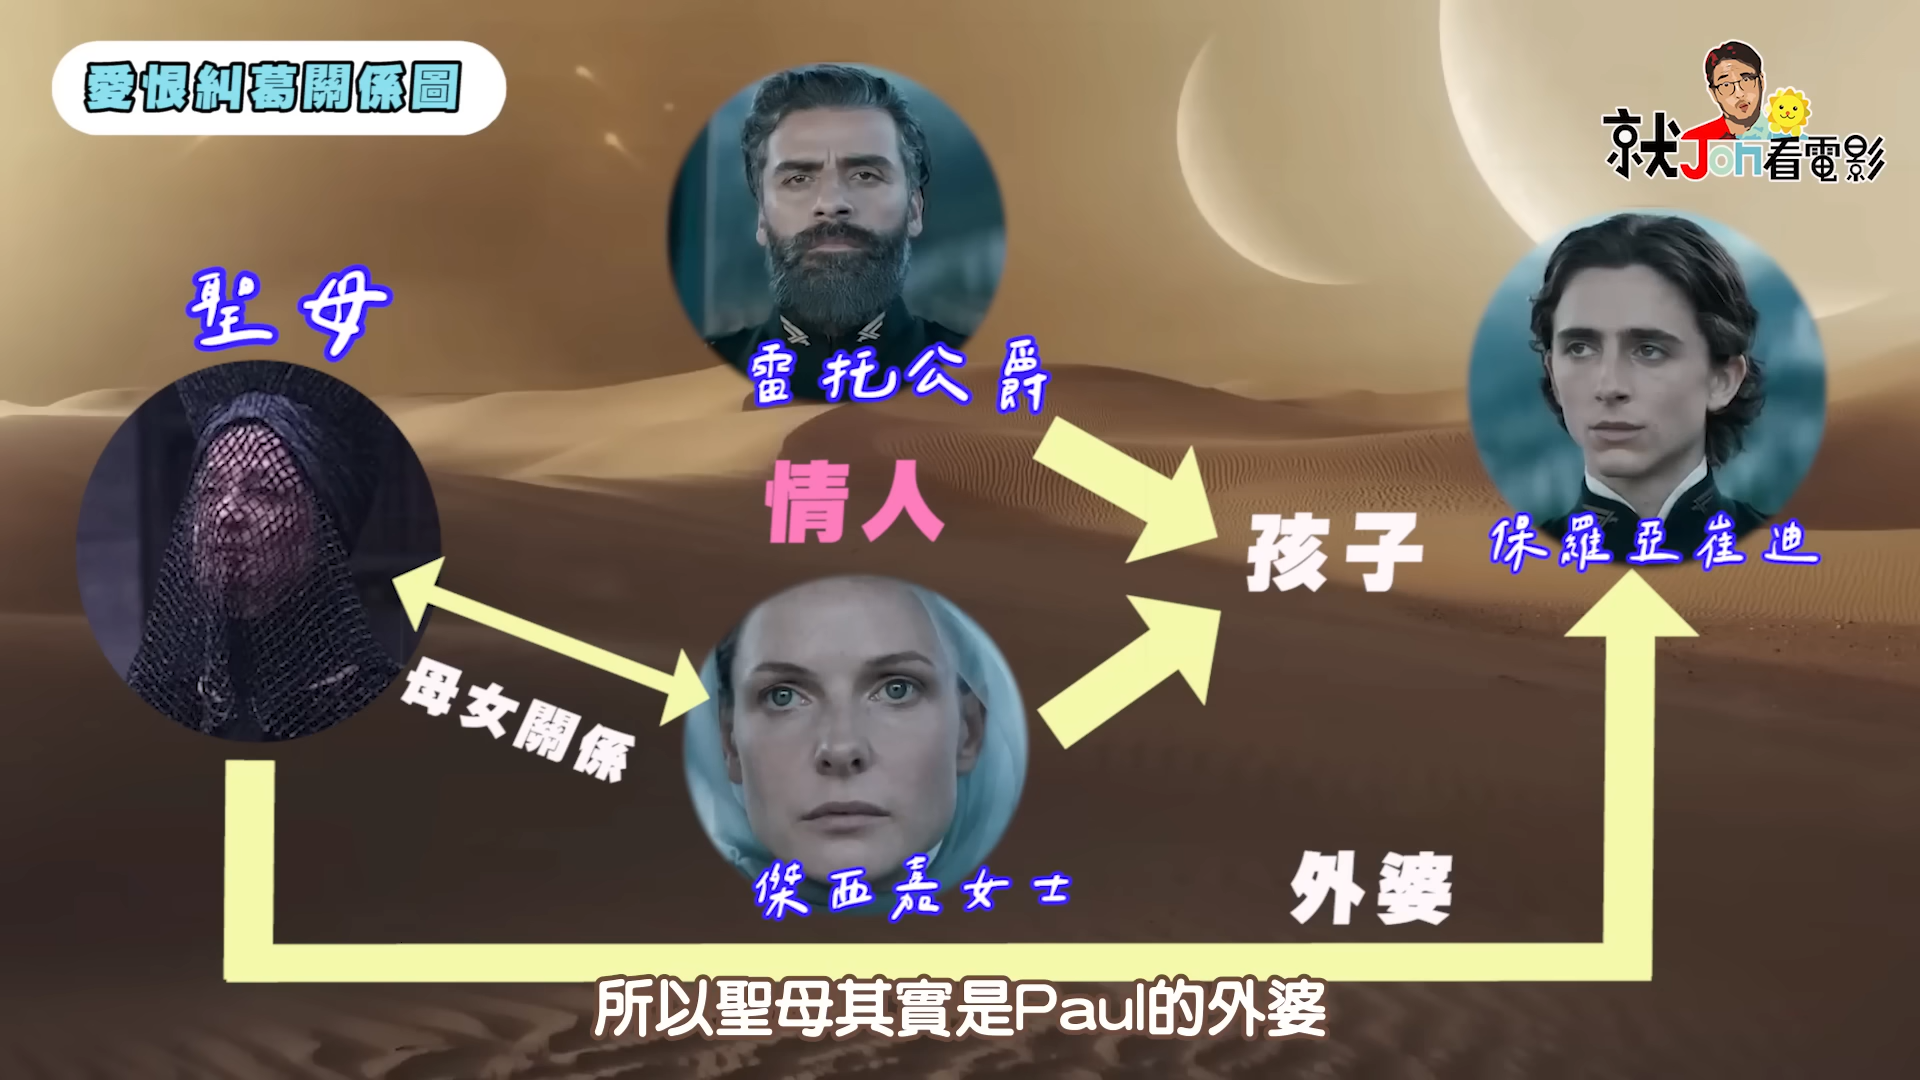 愛恨糾葛關係圖
就Jon看電影
聖母
雷托公爵
情人
孩子
保羅亞崔迪
母女關係
傑西嘉女士
外婆
所以聖母其實是Paul的外婆